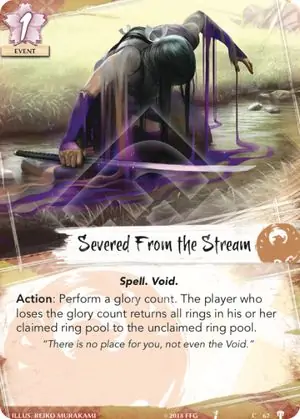 1
EVENT
Severed From the Stream
Spell. Void.
Action: Perform a glory count. The player who
loses the glory count returns all rings in his or her
claimed ring pool to the unclaimed ring pool.
"There is no place for you, not even the Void."
ILLUS. REIKO MURAKAMI ©2018 FFG C 67